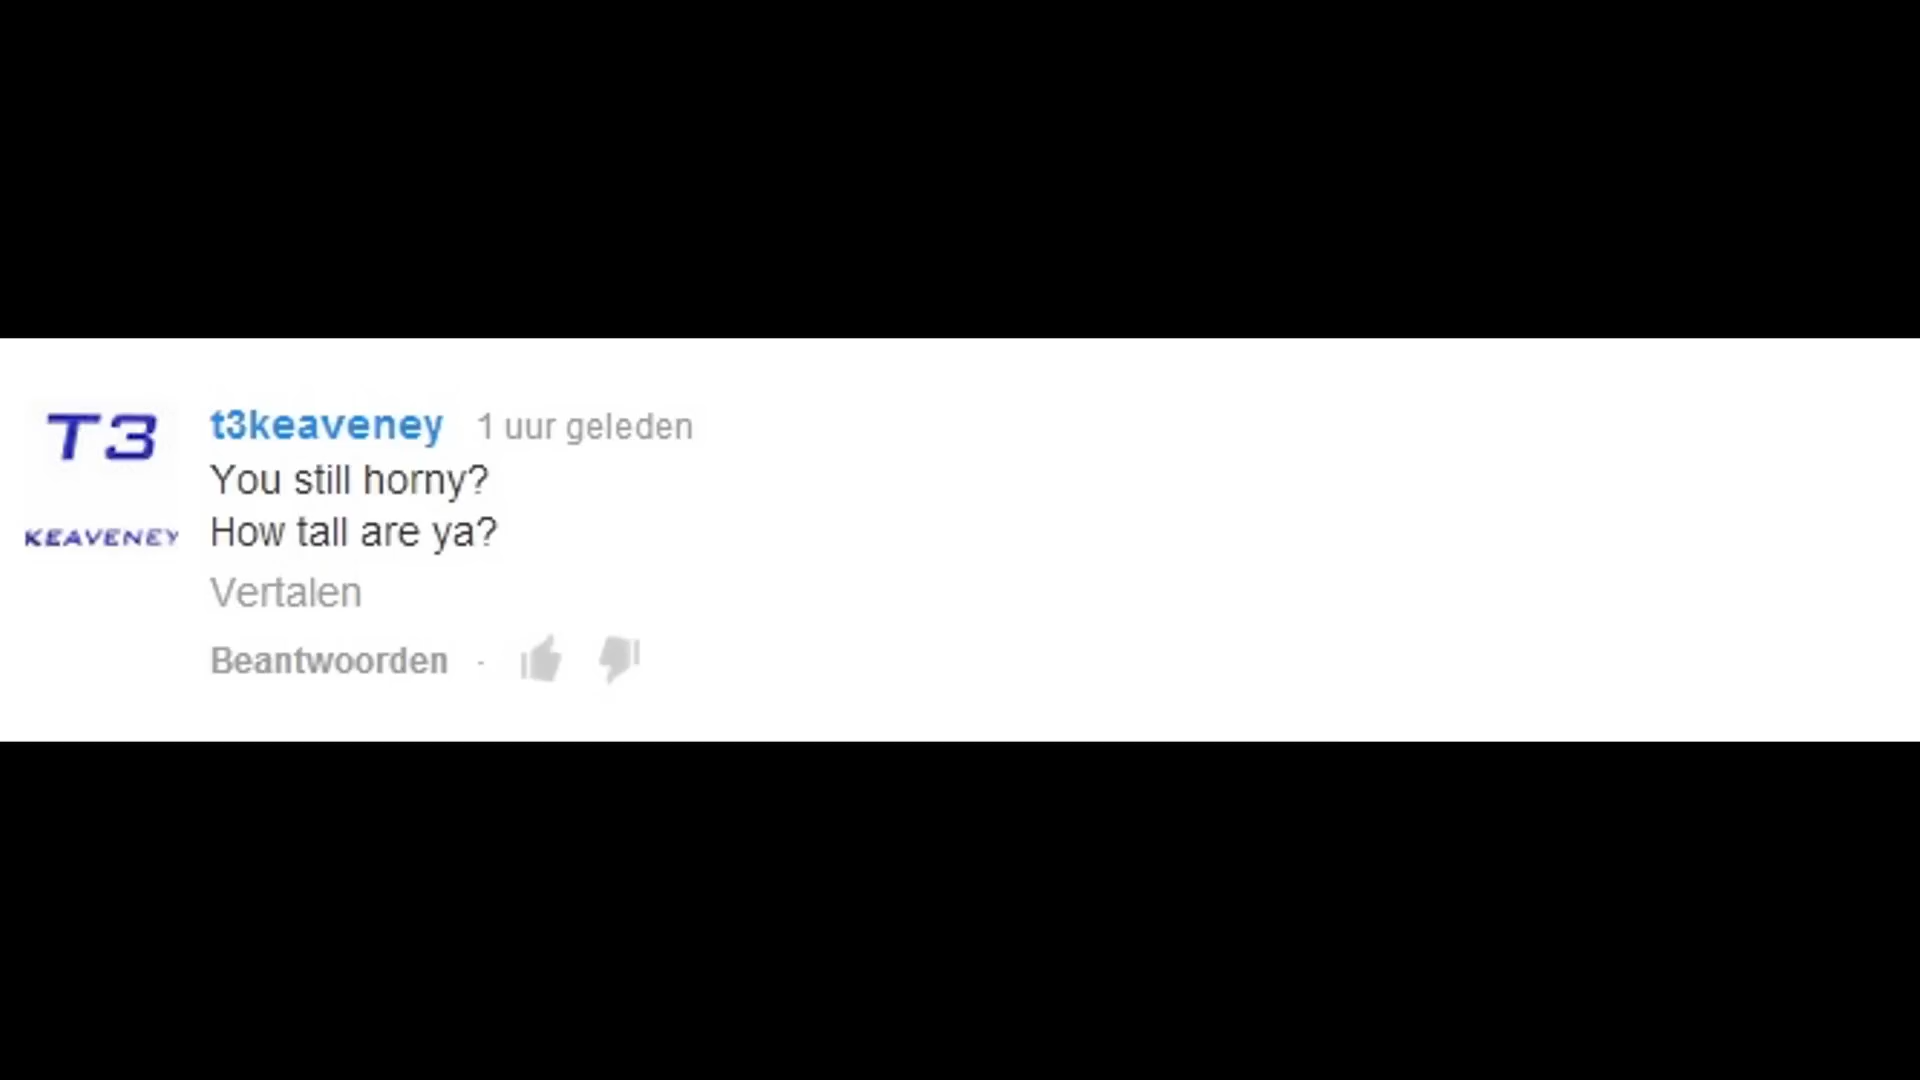 T3
KEAVENEY
t3keaveney 1 uur geleden
You still horny?
How tall are ya?
Vertalen
Beantwoorden ·